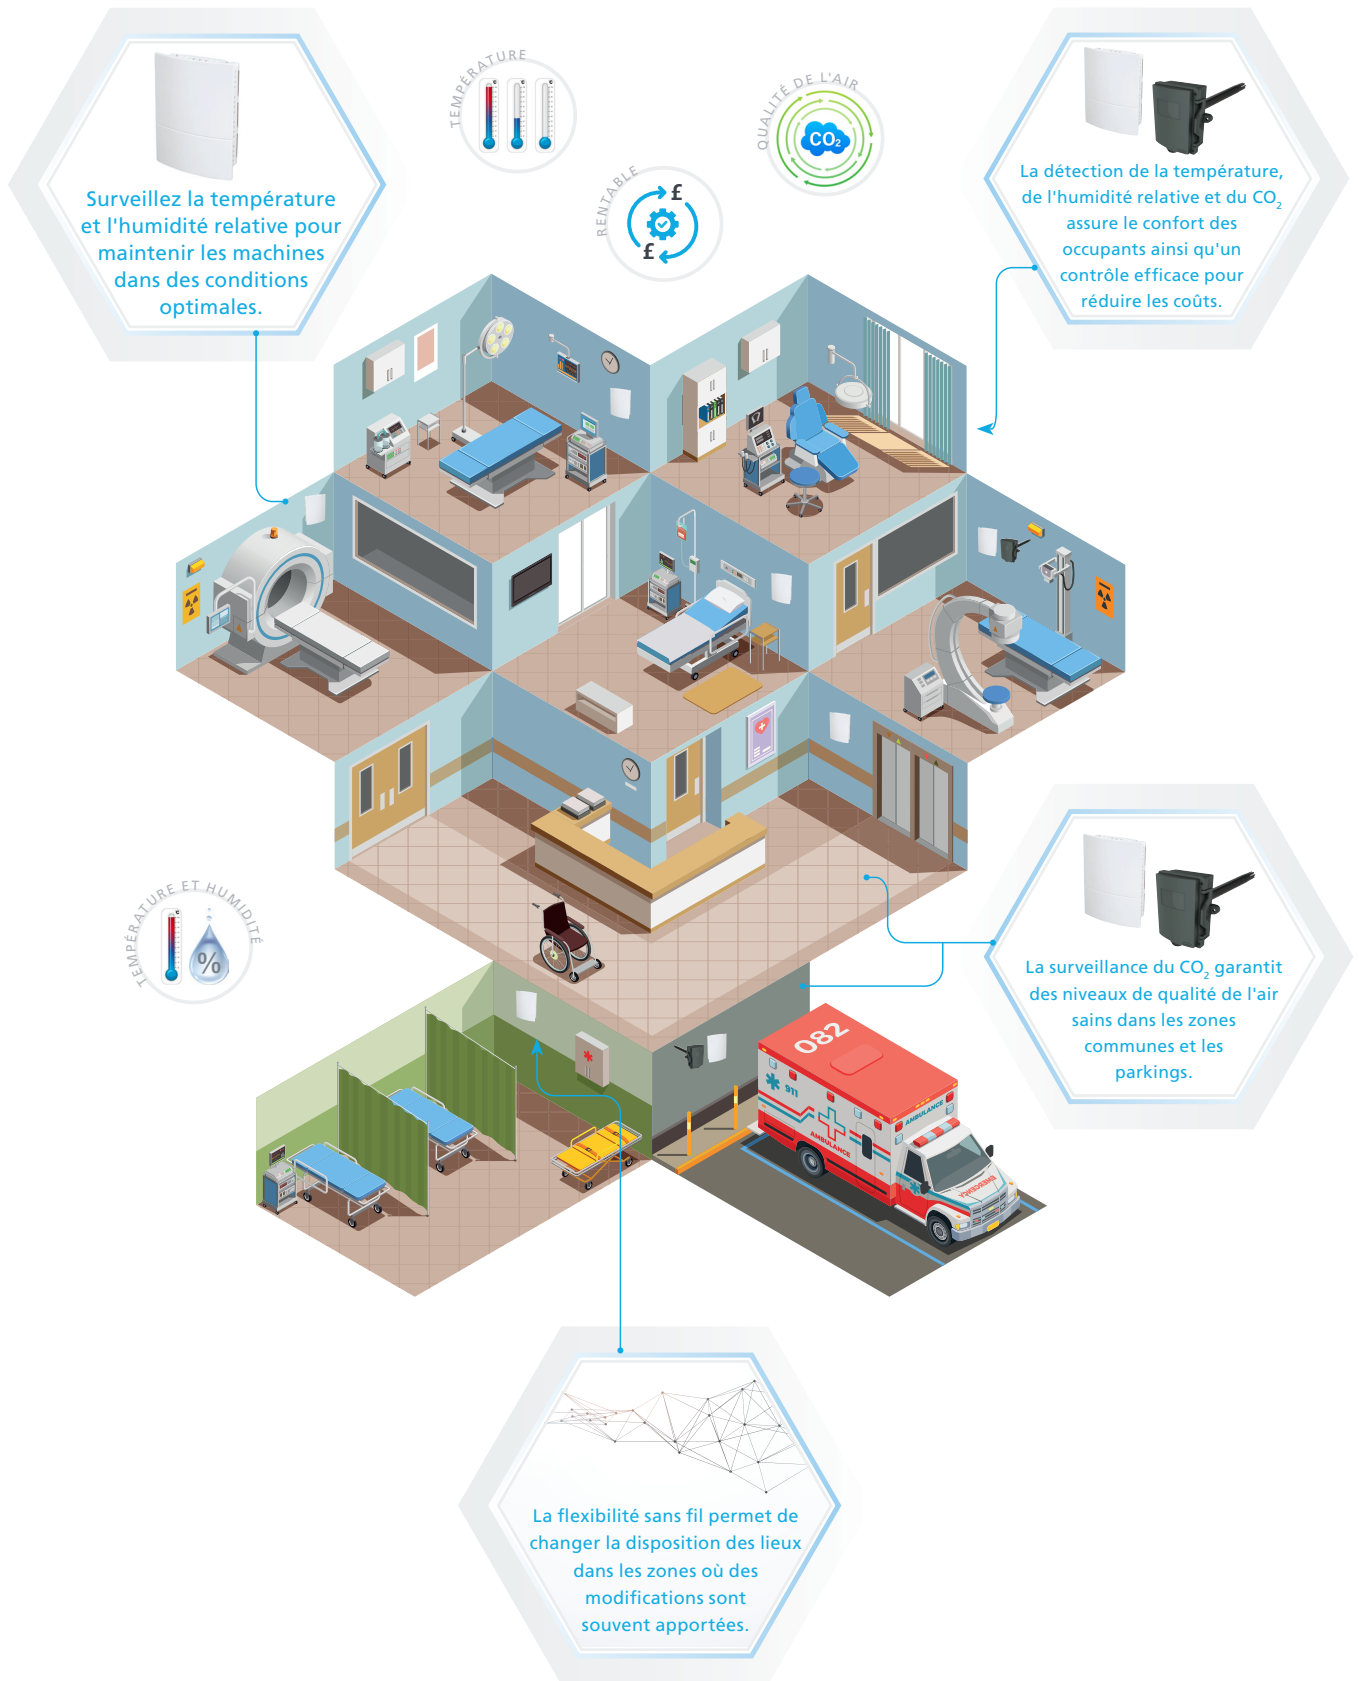 TEMPÉRATURE
QUALITÉ DE L'AIR
CO2
RENTABLE
£
£
Surveillez la température
et l'humidité relative pour
maintenir les machines
dans des conditions
optimales.
La détection de la température,
de l'humidité relative et du CO2
assure le confort des
occupants ainsi qu'un
contrôle efficace pour
réduire les coûts.
TEMPÉRATURE ET HUMIDITÉ
%
La surveillance du CO2 garantit
des niveaux de qualité de l'air
sains dans les zones
communes et les
parkings.
082
911
AMBULANCE
AMBULANCE
EMERGENCY
La flexibilité sans fil permet de
changer la disposition des lieux
dans les zones où des
modifications sont
souvent apportées.